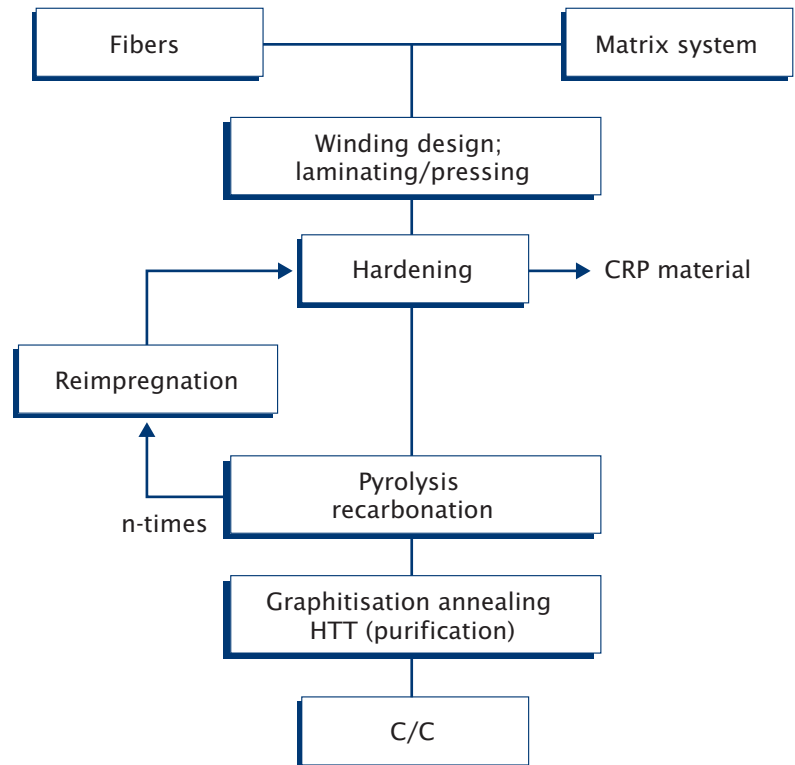 Fibers
Matrix system
Winding design;
laminating/pressing
Hardening
CRP material
Reimpregnation
Pyrolysis
recarbonation
n-times
Graphitisation annealing
HTT (purification)
C/C